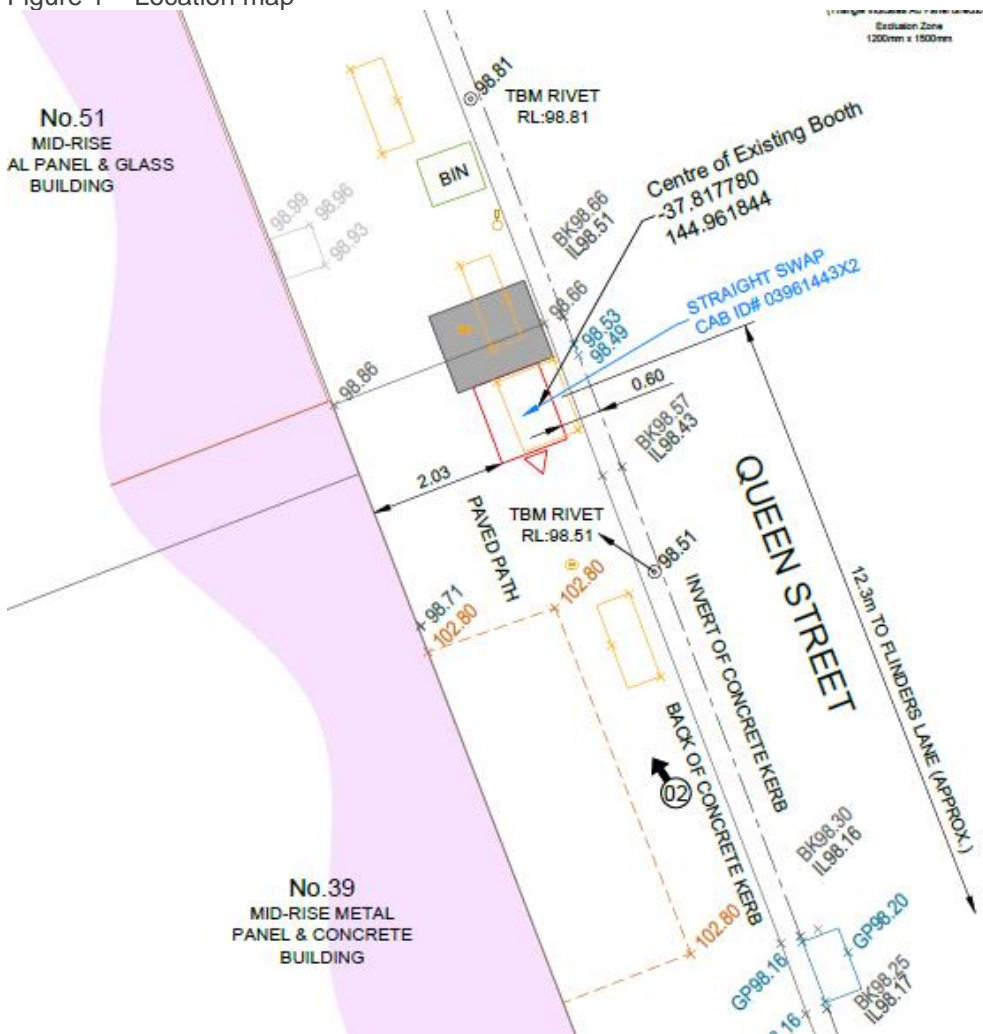 Figure 1 – Location map
Exclusion Zone
1200mm x 1500mm
No.51
MID-RISE
AL PANEL & GLASS
BUILDING
98.81
TBM RIVET
RL:98.81
BIN
Centre of Existing Booth
-37.817780
144.961844
98.99
98.96
98.93
BK98.66
IL98.51
STRAIGHT SWAP
CAB ID# 03961443X2
98.66
98.53
98.49
98.86
0.60
BK98.57
IL98.43
2.03
PAVED PATH
TBM RIVET
RL:98.51
98.51
QUEEN STREET
12.3m TO FLINDERS LANE (APPROX.)
INVERT OF CONCRETE KERB
BACK OF CONCRETE KERB
98.71
102.80
102.80
02
BK98.30
IL98.16
No.39
MID-RISE METAL
PANEL & CONCRETE
BUILDING
102.80
GP98.16
GP98.20
BK98.25
IL98.17